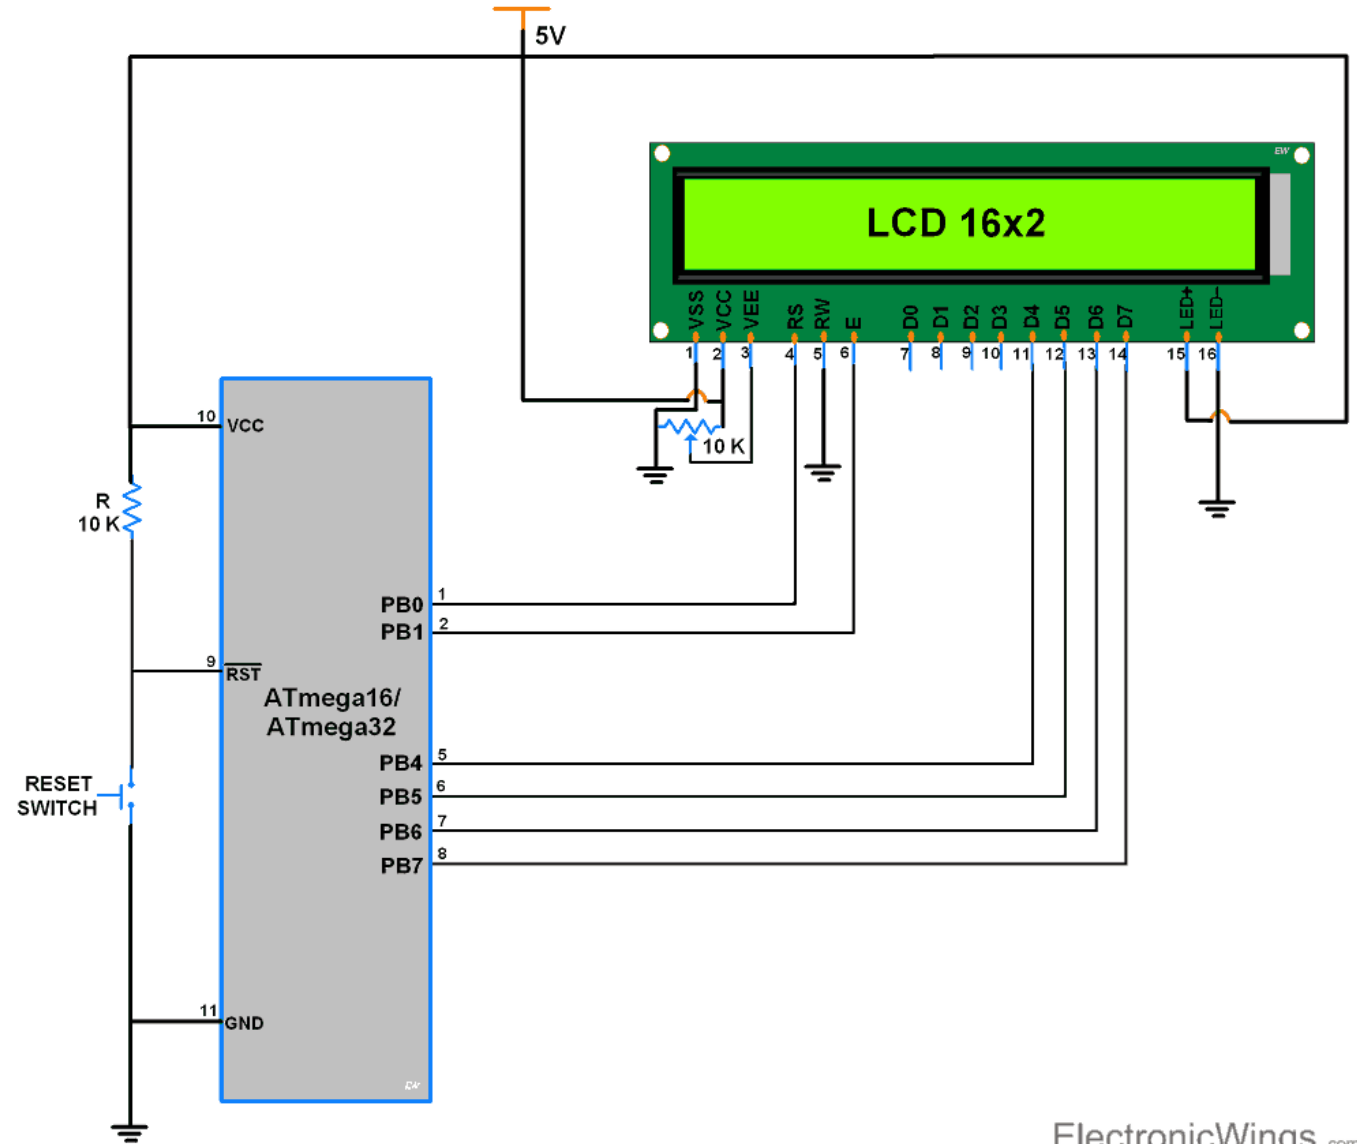 5V
EW
LCD 16x2
VSS VCC VEE RS RW E D0 D1 D2 D3 D4 D5 D6 D7 LED+ LED-
1 2 3 4 5 6 7 8 9 10 11 12 13 14 15 16
10 VCC
10 K
R
10 K
PB0 1
PB1 2
9 RST
ATmega16/
ATmega32
PB4 5
RESET
SWITCH
PB5 6
PB6 7
PB7 8
11 GND
EW
ElectronicWings.com